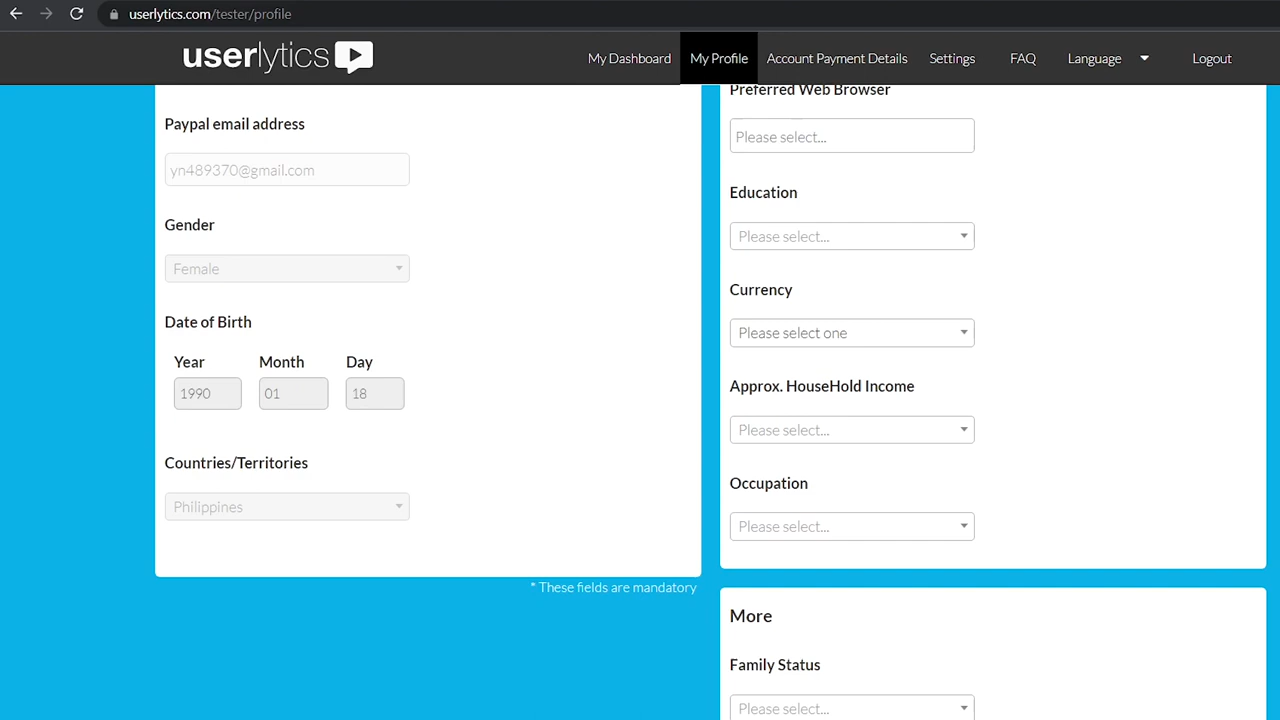 userlytics.com/tester/profile
userlytics
My Dashboard
My Profile
Account Payment Details
Settings
FAQ
Language
Logout
Paypal email address
yn489370@gmail.com
Gender
Female
Date of Birth
Year Month Day
1990 01 18
Countries/Territories
Philippines
* These fields are mandatory
Preferred Web Browser
Please select...
Education
Please select...
Currency
Please select one
Approx. HouseHold Income
Please select...
Occupation
Please select...
More
Family Status
Please select...